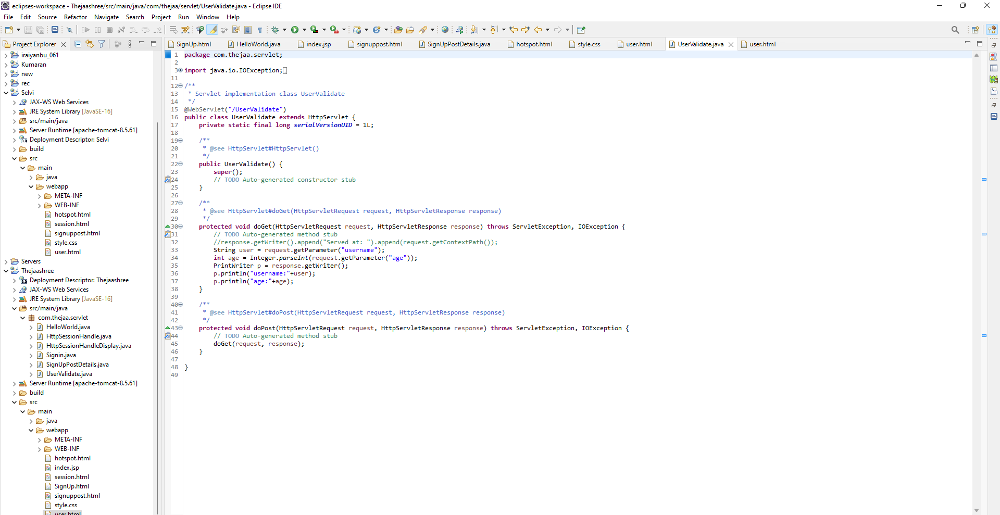 eclipses-workspace - Thejaashree/src/main/java/com/thejaa/servlet/UserValidate.java - Eclipse IDE
File Edit Source Refactor Navigate Search Project Run Window Help
Project Explorer
iraiyanbu_061
Kumaran
new
rec
Selvi
JAX-WS Web Services
JRE System Library [JavaSE-16]
src/main/java
Server Runtime [apache-tomcat-8.5.61]
Deployment Descriptor: Selvi
build
src
main
java
webapp
META-INF
WEB-INF
hotspot.html
session.html
signuppost.html
style.css
user.html
Servers
Thejaashree
Deployment Descriptor: Thejaashree
JAX-WS Web Services
JRE System Library [JavaSE-16]
src/main/java
com.thejaa.servlet
HelloWorld.java
HttpSessionHandle.java
HttpSessionHandleDisplay.java
Signin.java
SignUpPostDetails.java
UserValidate.java
Server Runtime [apache-tomcat-8.5.61]
build
src
main
java
webapp
META-INF
WEB-INF
hotspot.html
index.jsp
session.html
SignUp.html
signuppost.html
style.css
user.html
SignUp.html HelloWorld.java index.jsp signuppost.html SignUpPostDetails.java hotspot.html style.css user.html UserValidate.java user.html
1 package com.thejaa.servlet;
2
3 import java.io.IOException;
11
12 /**
13 * Servlet implementation class UserValidate
14 */
15 @WebServlet("/UserValidate")
16 public class UserValidate extends HttpServlet {
17 private static final long serialVersionUID = 1L;
18
19 /**
20 * @see HttpServlet#HttpServlet()
21 */
22 public UserValidate() {
23 super();
24 // TODO Auto-generated constructor stub
25 }
26
27 /**
28 * @see HttpServlet#doGet(HttpServletRequest request, HttpServletResponse response)
29 */
30 protected void doGet(HttpServletRequest request, HttpServletResponse response) throws ServletException, IOException {
31 // TODO Auto-generated method stub
32 //response.getWriter().append("Served at: ").append(request.getContextPath());
33 String user = request.getParameter("username");
34 int age = Integer.parseInt(request.getParameter("age"));
35 PrintWriter p = response.getWriter();
36 p.println("username:"+user);
37 p.println("age:"+age);
38 }
39
40 /**
41 * @see HttpServlet#doPost(HttpServletRequest request, HttpServletResponse response)
42 */
43 protected void doPost(HttpServletRequest request, HttpServletResponse response) throws ServletException, IOException {
44 // TODO Auto-generated method stub
45 doGet(request, response);
46 }
47
48 }
49